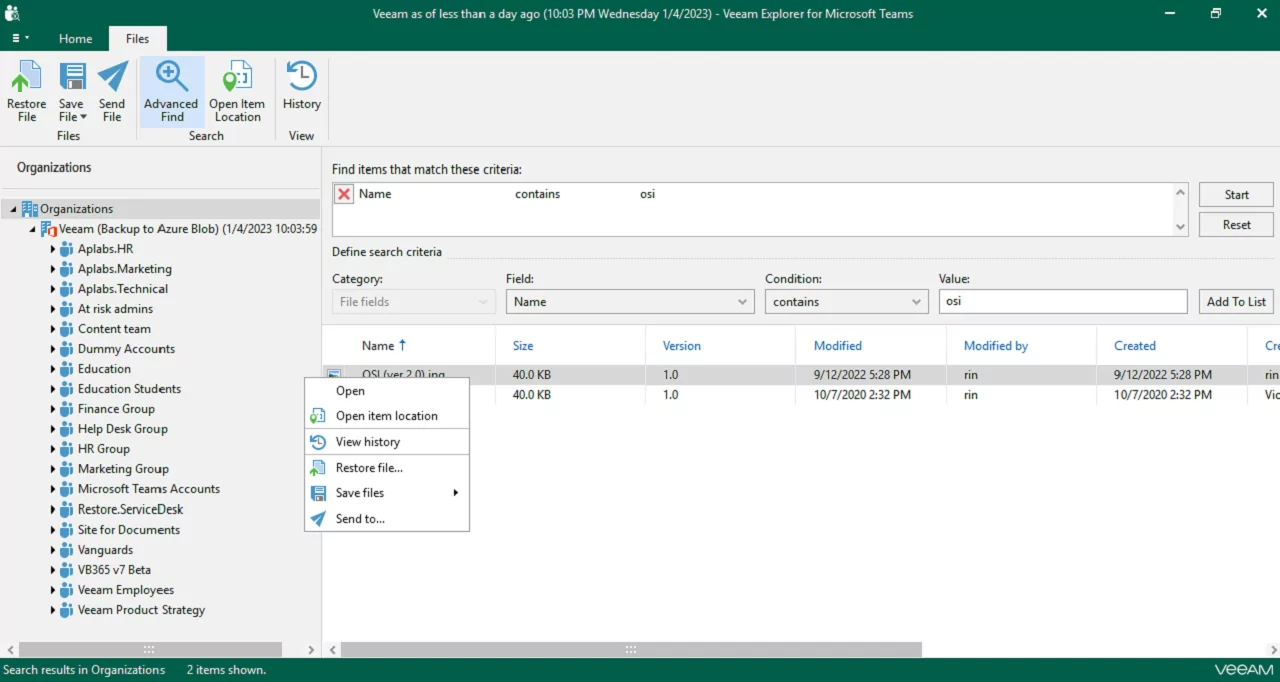 Veeam as of less than a day ago (10:03 PM Wednesday 1/4/2023) - Veeam Explorer for Microsoft Teams
Home Files
Restore File
Save File
Send File
Advanced Find
Open Item Location
History
Files Search View
Organizations
Organizations
Veeam (Backup to Azure Blob) (1/4/2023 10:03:59
Aplabs.HR
Aplabs.Marketing
Aplabs.Technical
At risk admins
Content team
Dummy Accounts
Education
Education Students
Finance Group
Help Desk Group
HR Group
Marketing Group
Microsoft Teams Accounts
Restore.ServiceDesk
Site for Documents
Vanguards
VB365 v7 Beta
Veeam Employees
Veeam Product Strategy
Find items that match these criteria:
Name contains osi
Start
Reset
Define search criteria
Category: Field: Condition: Value:
File fields Name contains osi Add To List
Name Size Version Modified Modified by Created Cre
OSI (ver 2.0).jpg 40.0 KB 1.0 9/12/2022 5:28 PM rin 9/12/2022 5:28 PM rin
40.0 KB 1.0 10/7/2020 2:32 PM rin 10/7/2020 2:32 PM Vic
Open
Open item location
View history
Restore file...
Save files
Send to...
Search results in Organizations 2 items shown.
VEEAM